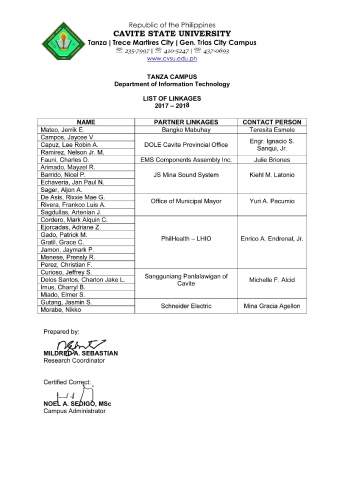 Republic of the Philippines
CAVITE STATE UNIVERSITY
Tanza | Trece Martires City | Gen. Trias City Campus
☏ 235-7997 | ☏ 420-5247 | ☏ 437-0693
www.cvsu.edu.ph
TANZA CAMPUS
Department of Information Technology
LIST OF LINKAGES
2017 – 2018
NAME PARTNER LINKAGES CONTACT PERSON
Mateo, Jerrik E. Bangko Mabuhay Teresita Esmele
Campos, Jaycee V.
Capuz, Lee Robin A. DOLE Cavite Provincial Office Engr. Ignacio S. Sangui, Jr.
Ramirez, Nelson Jr. M.
Fauni, Charles D. EMS Components Assembly Inc. Julie Briones
Arimado, Mayzel R.
Barrido, Nicol P. JS Mina Sound System Kiehl M. Latonio
Echaveria, Jan Paul N.
Sager, Aljon A.
De Asis, Rixxie Mae G.
Rivera, Frankco Luis A. Office of Municipal Mayor Yuri A. Pacumio
Sagdullas, Artenian J.
Cordero, Mark Alquin C.
Ejorcadas, Adriane Z.
Gado, Patrick M.
Gratil, Grace C. PhilHealth – LHIO Enrico A. Endrenal, Jr.
Jamon, Jaymark P.
Menese, Prensly R.
Perez, Christian F.
Curioso, Jeffrey S.
Delos Santos, Charlon Jake L. Sangguniang Panlalawigan of Cavite Michelle F. Alcid
Imus, Charryl B.
Miado, Elmer S.
Gutang, Jasmin S. Schneider Electric Mina Gracia Agellon
Morabe, Nikko
Prepared by:
MILDRED A. SEBASTIAN
Research Coordinator
Certified Correct:
NOEL A. SEDIGO, MSc
Campus Administrator